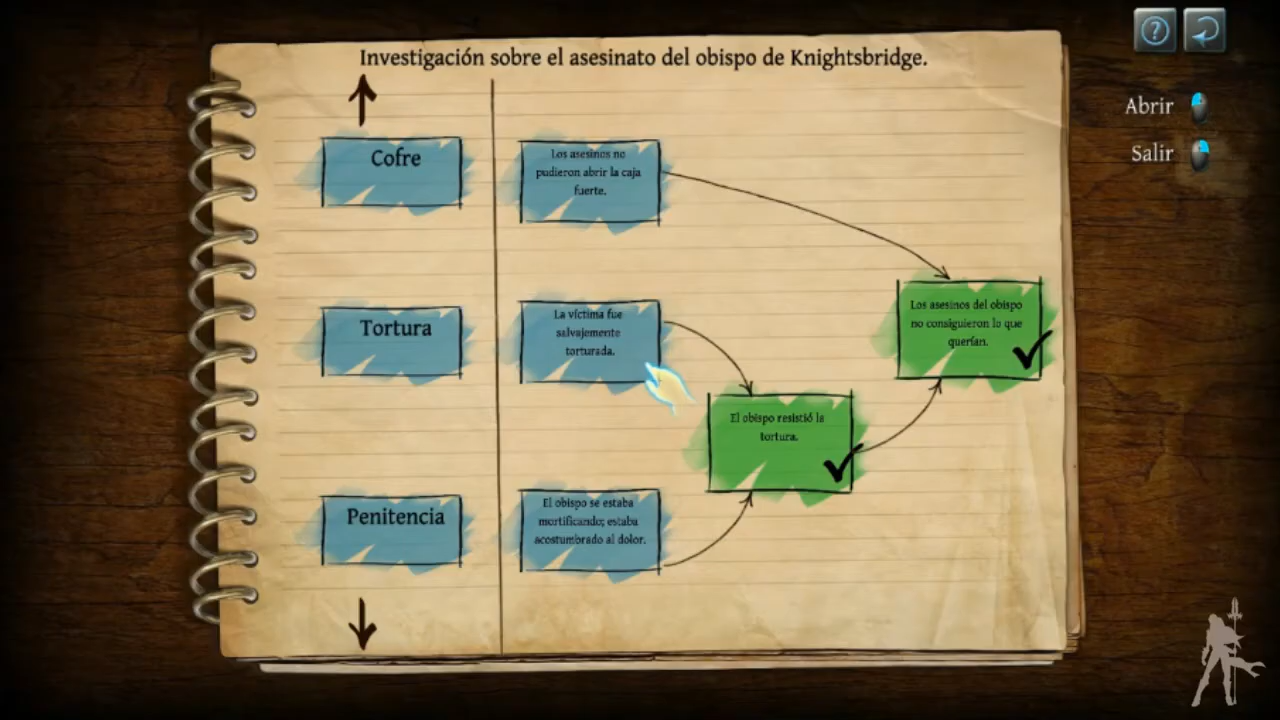 Investigación sobre el asesinato del obispo de Knightsbridge.
Abrir
Salir
Cofre
Los asesinos no
pudieron abrir la caja
fuerte.
Tortura
La víctima fue
salvajemente
torturada.
Los asesinos del obispo
no consiguieron lo que
querían.
El obispo resistió la
tortura.
Penitencia
El obispo se estaba
mortificando; estaba
acostumbrado al dolor.